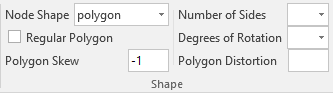 Node Shape polygon Number of Sides
Regular Polygon Degrees of Rotation
Polygon Skew -1 Polygon Distortion
Shape